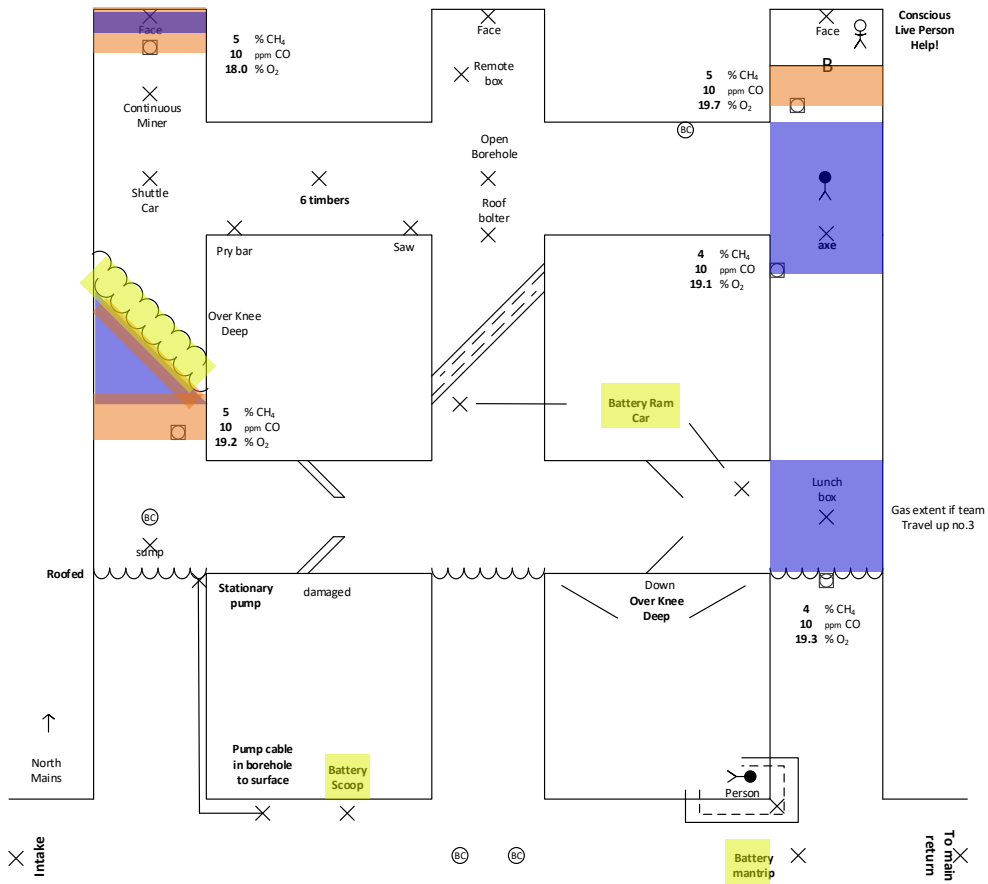 Face
Face
Face
Conscious
Live Person
Help!
5 % CH₄
10 ppm CO
18.0 % O₂
B
Remote
box
5 % CH₄
10 ppm CO
19.7 % O₂
Continuous
Miner
BC
Open
Borehole
Shuttle
Car
6 timbers
Roof
bolter
Pry bar
Saw
axe
4 % CH₄
10 ppm CO
19.1 % O₂
Over Knee
Deep
Battery Ram
Car
5 % CH₄
10 ppm CO
19.2 % O₂
Lunch
box
Gas extent if team
Travel up no.3
BC
sump
Roofed
Stationary
pump
damaged
Down
Over Knee
Deep
4 % CH₄
10 ppm CO
19.3 % O₂
North
Mains
Pump cable
in borehole
to surface
Battery
Scoop
Person
Intake
BC
BC
Battery
mantrip
To main
return